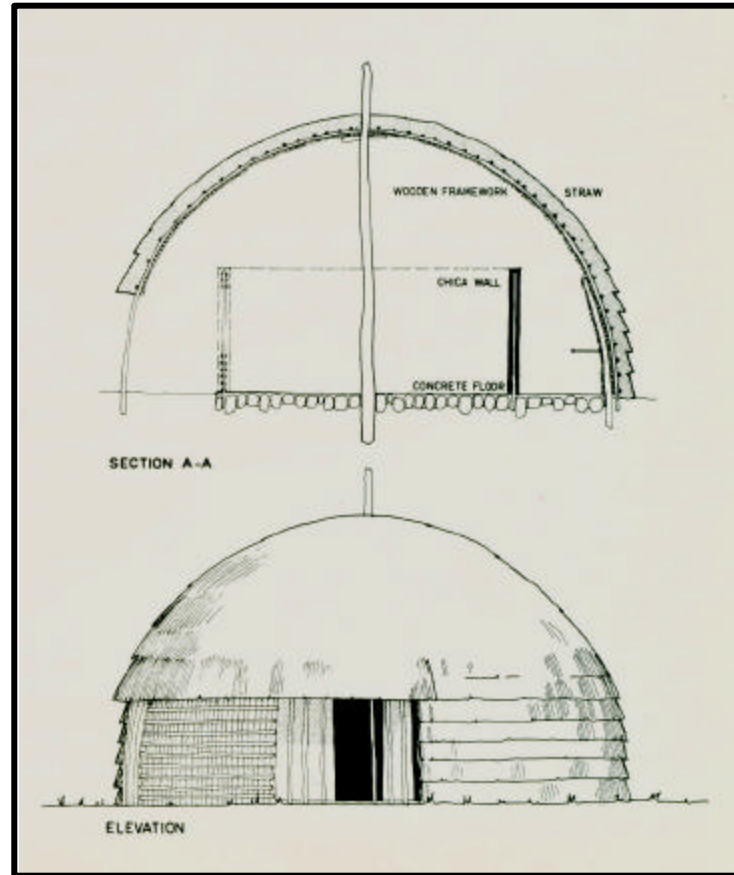 WOODEN FRAMEWORK
STRAW
CHICA WALL
CONCRETE FLOOR
SECTION A-A
ELEVATION